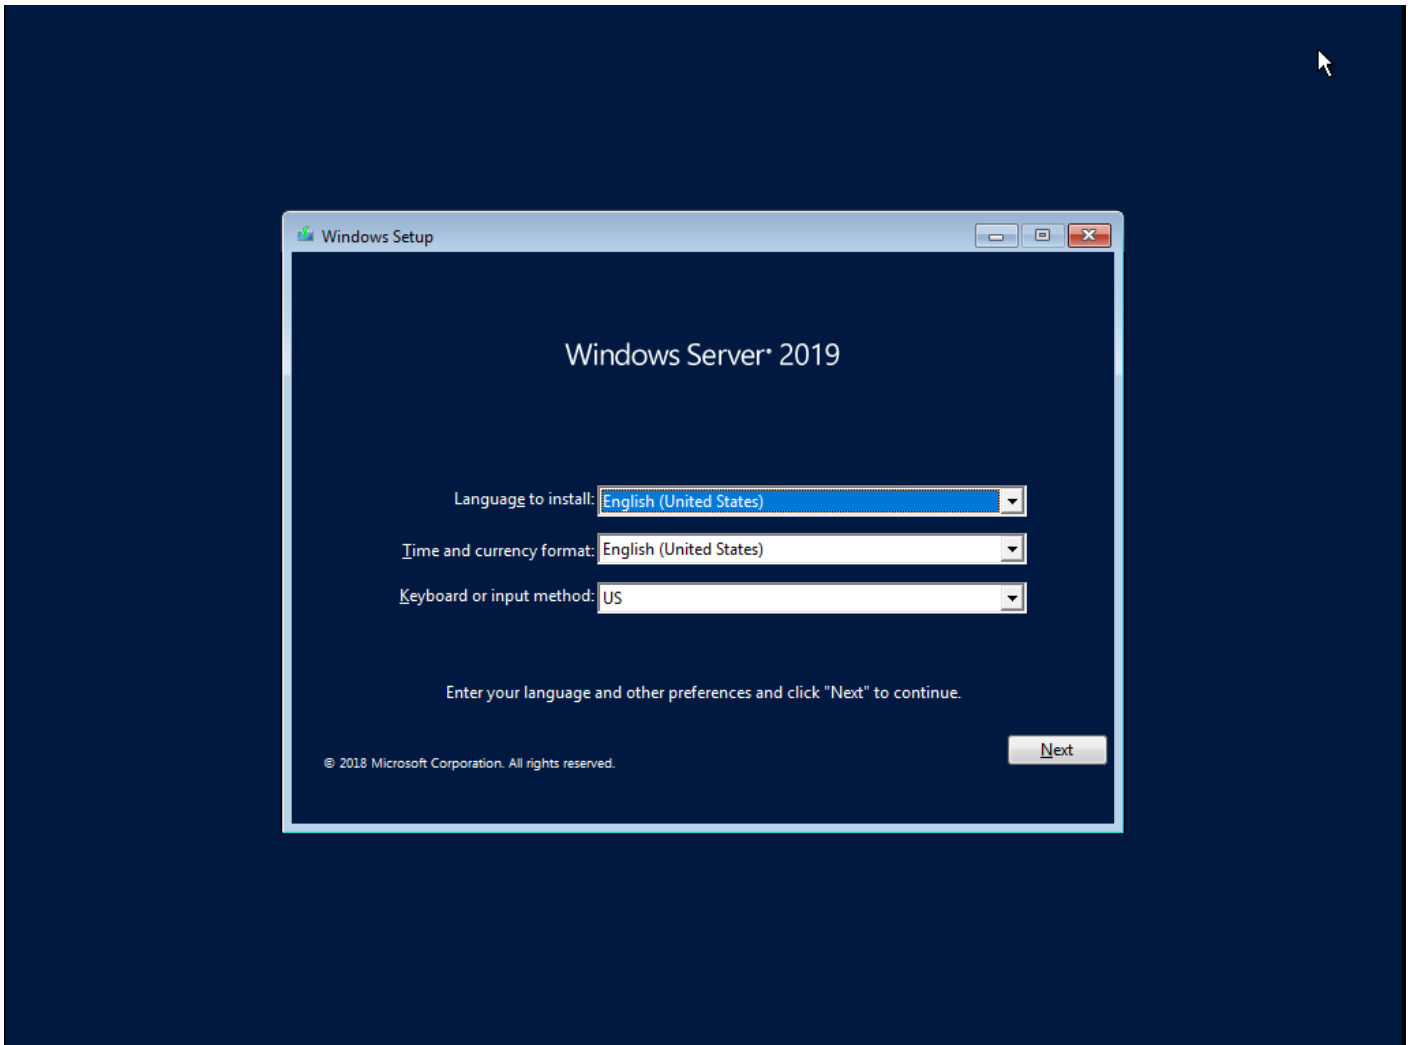 Windows Setup
Windows Server® 2019
Language to install: English (United States)
Time and currency format: English (United States)
Keyboard or input method: US
Enter your language and other preferences and click "Next" to continue.
Next
© 2018 Microsoft Corporation. All rights reserved.